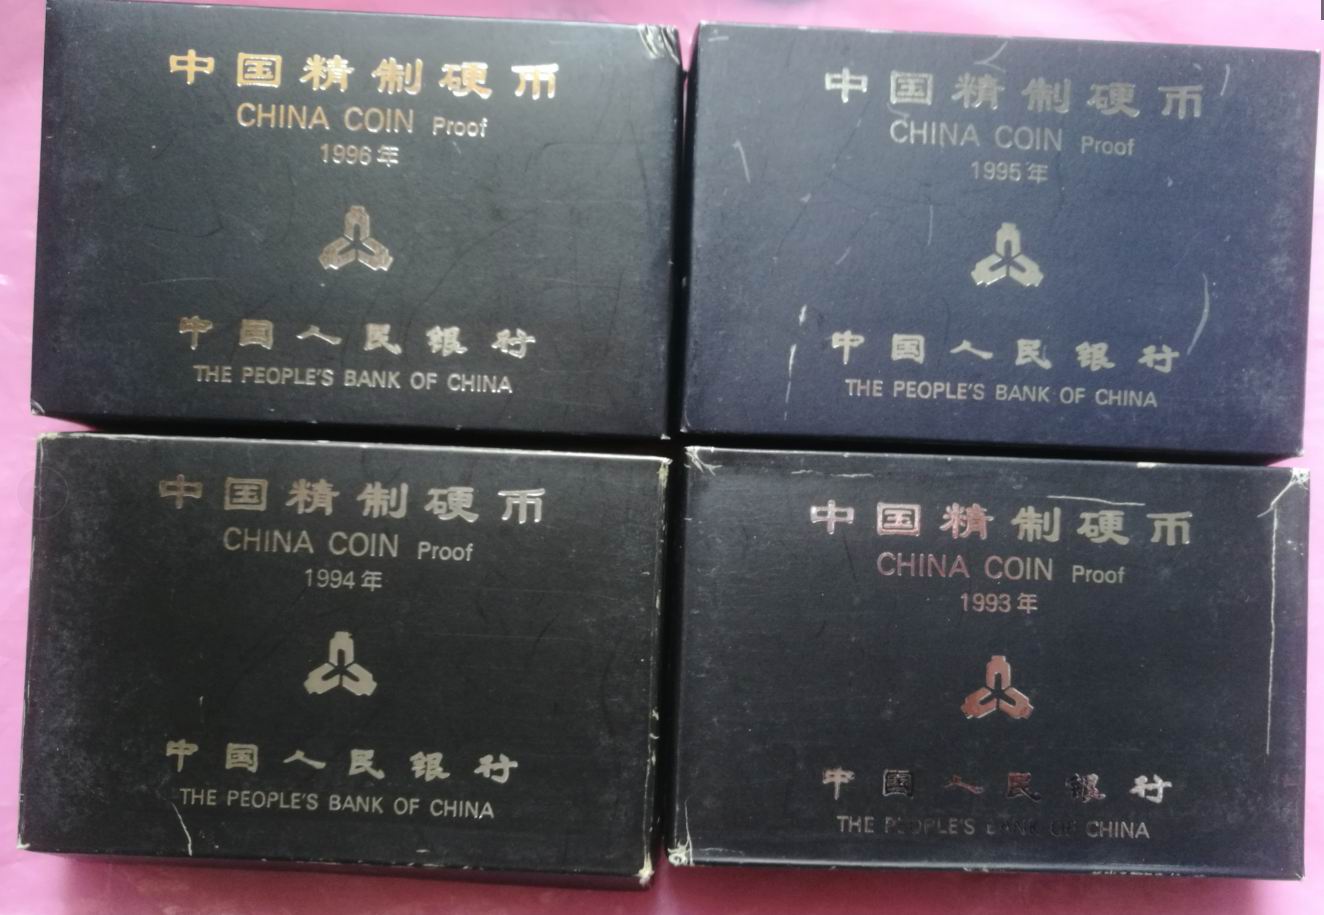 中国精制硬币
CHINA COIN Proof
1996年
中国人民银行
THE PEOPLE'S BANK OF CHINA
中国精制硬币
CHINA COIN Proof
1995年
中国人民银行
THE PEOPLE'S BANK OF CHINA
中国精制硬币
CHINA COIN Proof
1994年
中国人民银行
THE PEOPLE'S BANK OF CHINA
中国精制硬币
CHINA COIN Proof
1993年
中国人民银行
THE PEOPLE'S BANK OF CHINA